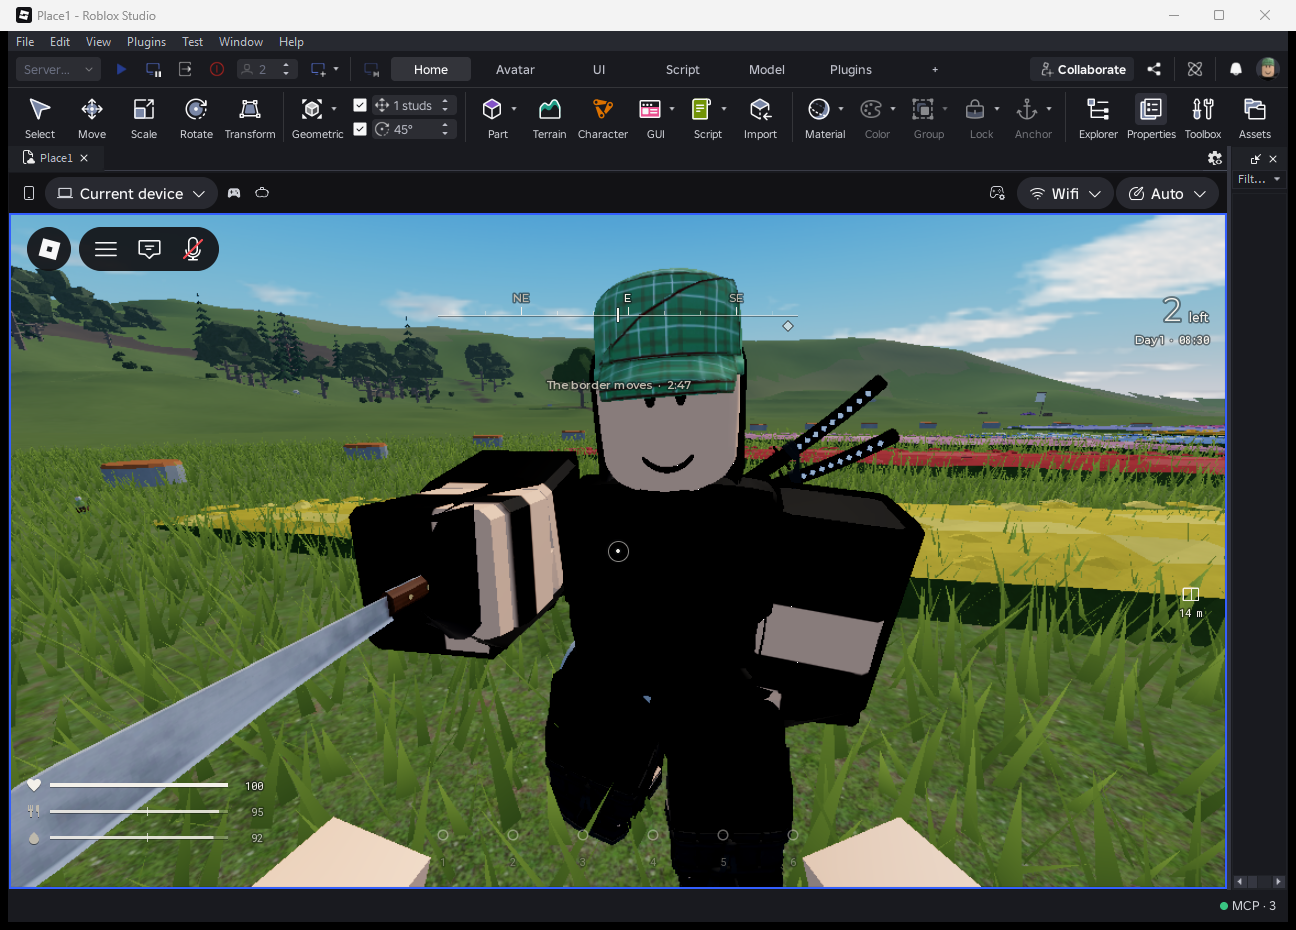 Place1 - Roblox Studio
File Edit View Plugins Test Window Help
Server... 2 Home Avatar UI Script Model Plugins + Collaborate
1 studs
45°
Select Move Scale Rotate Transform Geometric Part Terrain Character GUI Script Import Material Color Group Lock Anchor Explorer Properties Toolbox Assets
Place1
Filt...
Current device Wifi Auto
NE E SE
2 left
Day1 · 08:30
The border moves · 2:47
14 m
100
95
92
1 2 3 4 5 6
MCP · 3